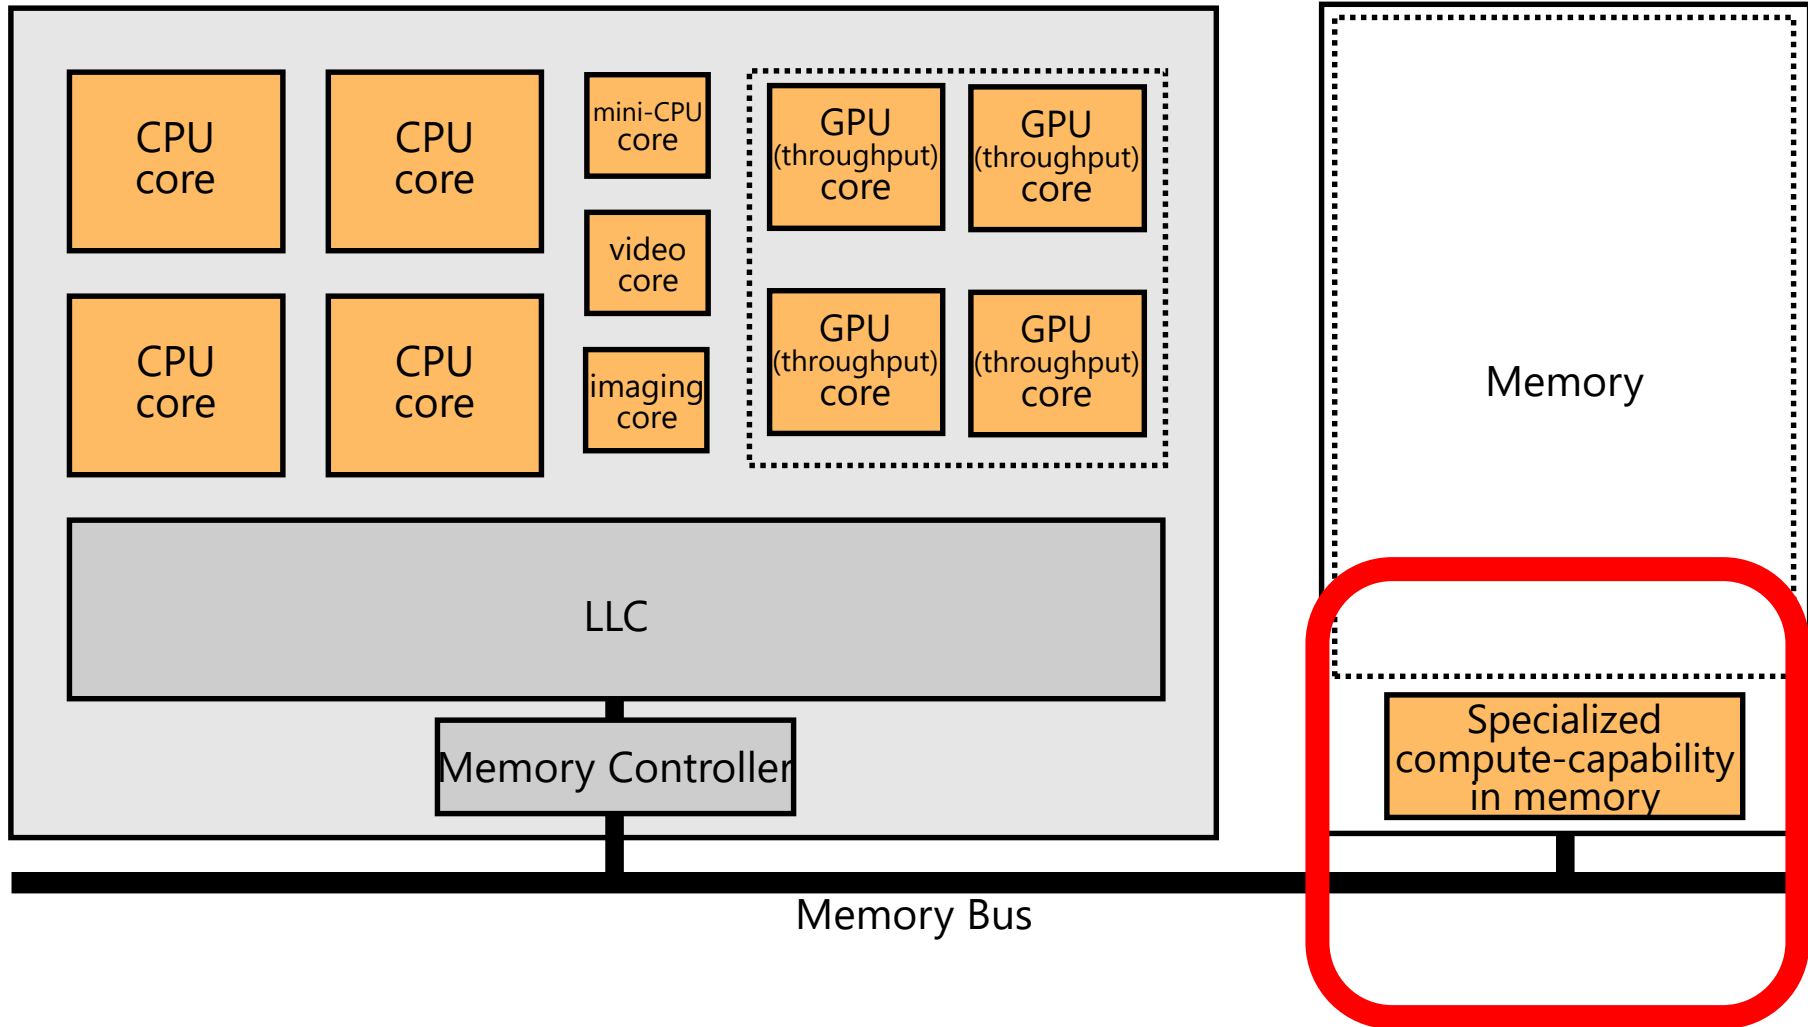 CPU
core
CPU
core
mini-CPU
core
GPU
(throughput)
core
GPU
(throughput)
core
video
core
CPU
core
CPU
core
imaging
core
GPU
(throughput)
core
GPU
(throughput)
core
Memory
LLC
Memory Controller
Specialized
compute-capability
in memory
Memory Bus